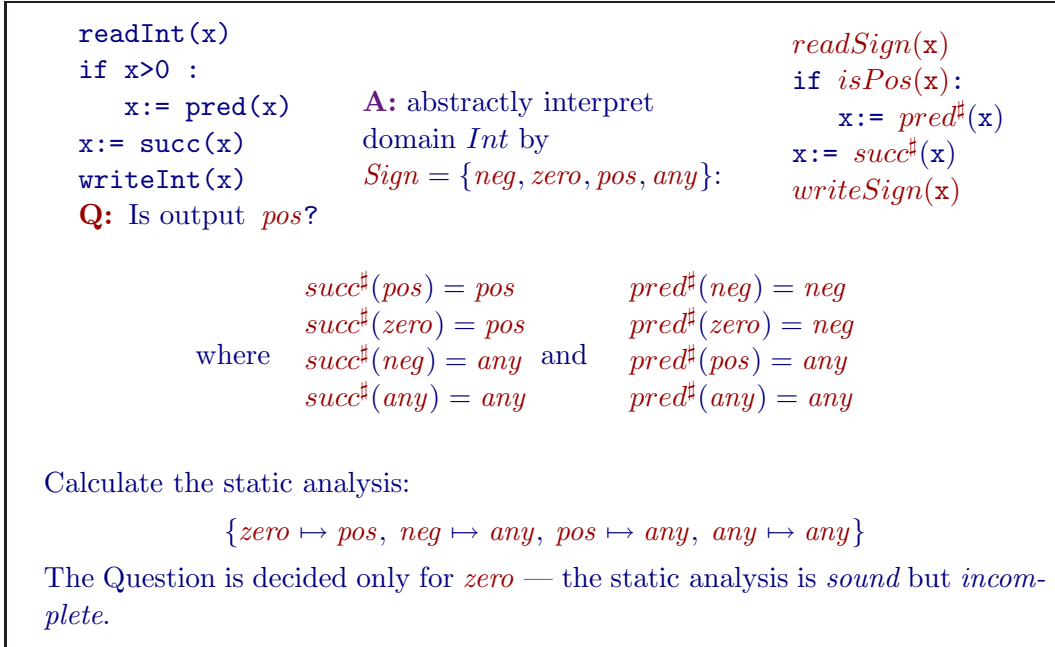 readInt(x)
if x>0 :
x:= pred(x)
x:= succ(x)
writeInt(x)
Q: Is output pos?
A: abstractly interpret
domain Int by
Sign = {neg, zero, pos, any}:
readSign(x)
if isPos(x):
x:= pred♯(x)
x:= succ♯(x)
writeSign(x)
where
succ♯(pos) = pos
succ♯(zero) = pos
succ♯(neg) = any
succ♯(any) = any
and
pred♯(neg) = neg
pred♯(zero) = neg
pred♯(pos) = any
pred♯(any) = any
Calculate the static analysis:
{zero ↦ pos, neg ↦ any, pos ↦ any, any ↦ any}
The Question is decided only for zero — the static analysis is sound but incom-
plete.